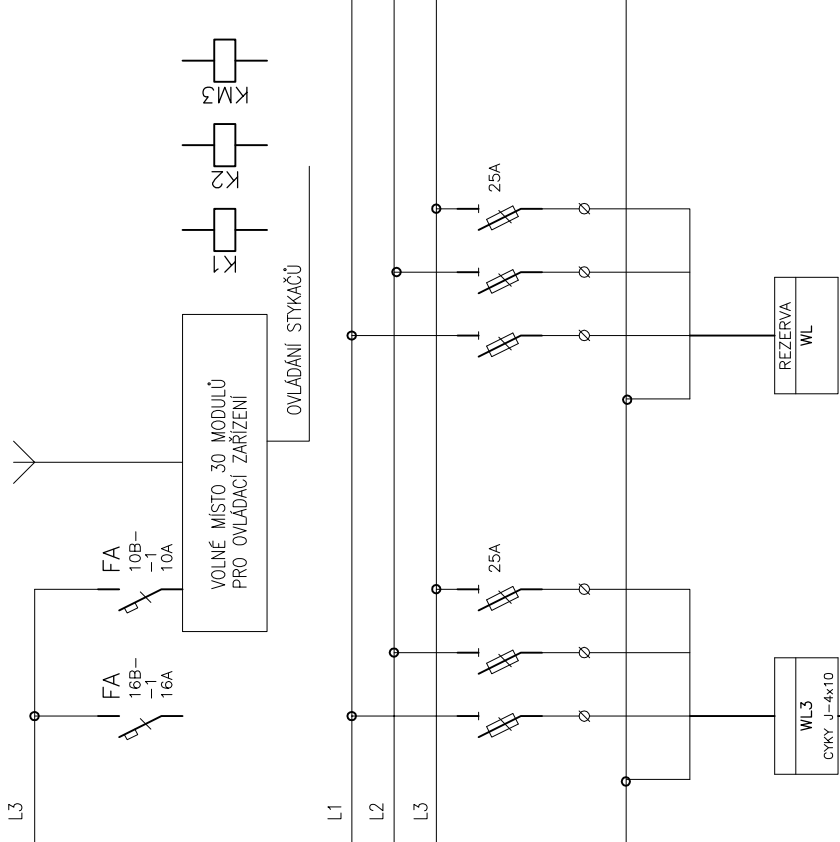 KM3
K2
K1
OVLÁDÁNÍ STYKAČŮ
VOLNÉ MÍSTO 30 MODULŮ
PRO OVLÁDACÍ ZAŘÍZENÍ
FA
10B-
-1
10A
FA
16B-
-1
16A
L3
L1
L2
L3
25A
25A
REZERVA
WL
WL3
CYKY J-4x10